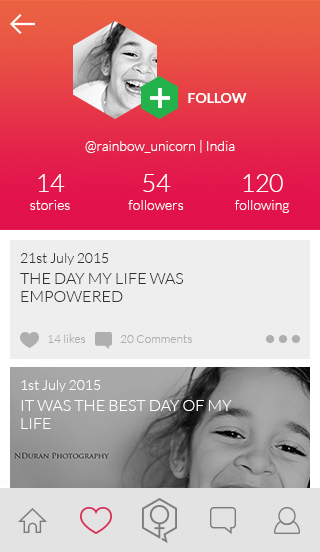 FOLLOW
@rainbow_unicorn | India
14 54 120
stories followers following
21st July 2015
THE DAY MY LIFE WAS
EMPOWERED
14 likes 20 Comments
1st July 2015
IT WAS THE BEST DAY OF MY
LIFE
NDURAN PHOTOGRAPHY